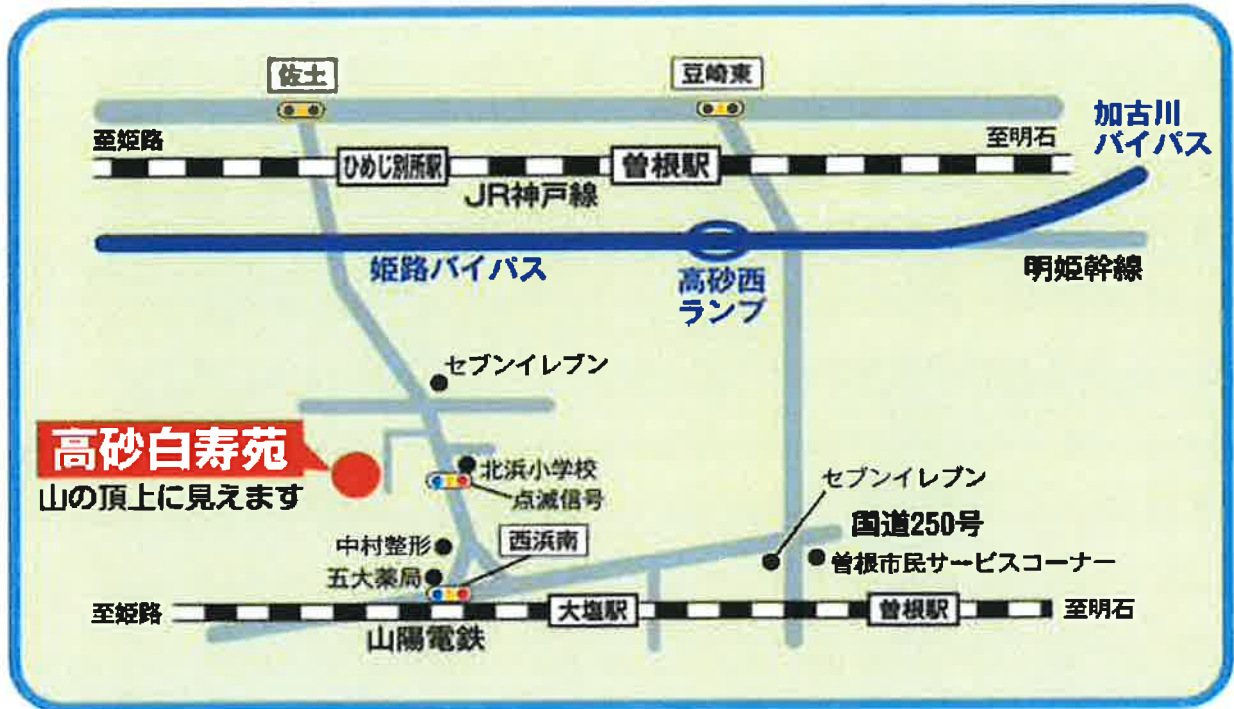 佐土
豆崎東
加古川
バイパス
至姫路
至明石
ひめじ別所駅
曽根駅
JR神戸線
姫路バイパス
高砂西
ランプ
明姫幹線
セブンイレブン
高砂白寿苑
山の頂上に見えます
北浜小学校
点滅信号
セブンイレブン
国道250号
中村整形
西浜南
曽根市民サービスコーナー
五大薬局
至姫路
大塩駅
曽根駅
至明石
山陽電鉄